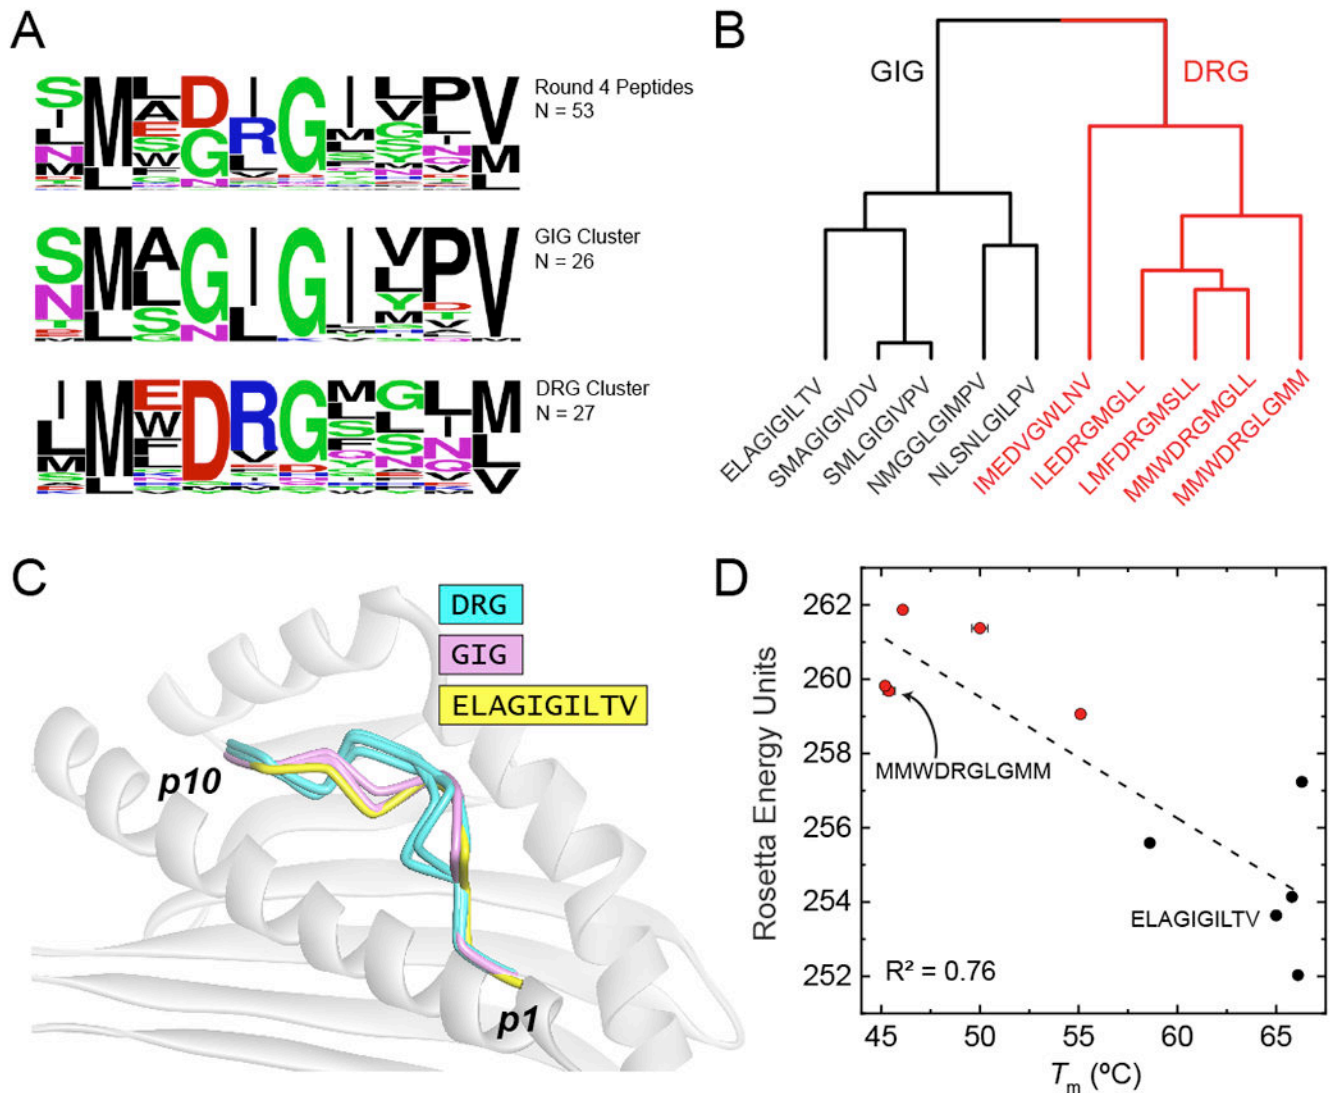 A
Round 4 Peptides
N = 53
GIG Cluster
N = 26
DRG Cluster
N = 27
B
GIG
DRG
ELAGIGILTV
SMAGIGIVDV
SMLGIGIVPV
NMGGLGIMPV
NLSNLGILPV
IMEDVGWLNV
ILEDRGMGLL
LMFDRGMSLL
MMWDRGMGLL
MMWDRGLGMM
C
DRG
GIG
ELAGIGILTV
p10
p1
D
Rosetta Energy Units
262
260
258
256
254
252
MMWDRGLGMM
ELAGIGILTV
R² = 0.76
45 50 55 60 65
Tm (ºC)